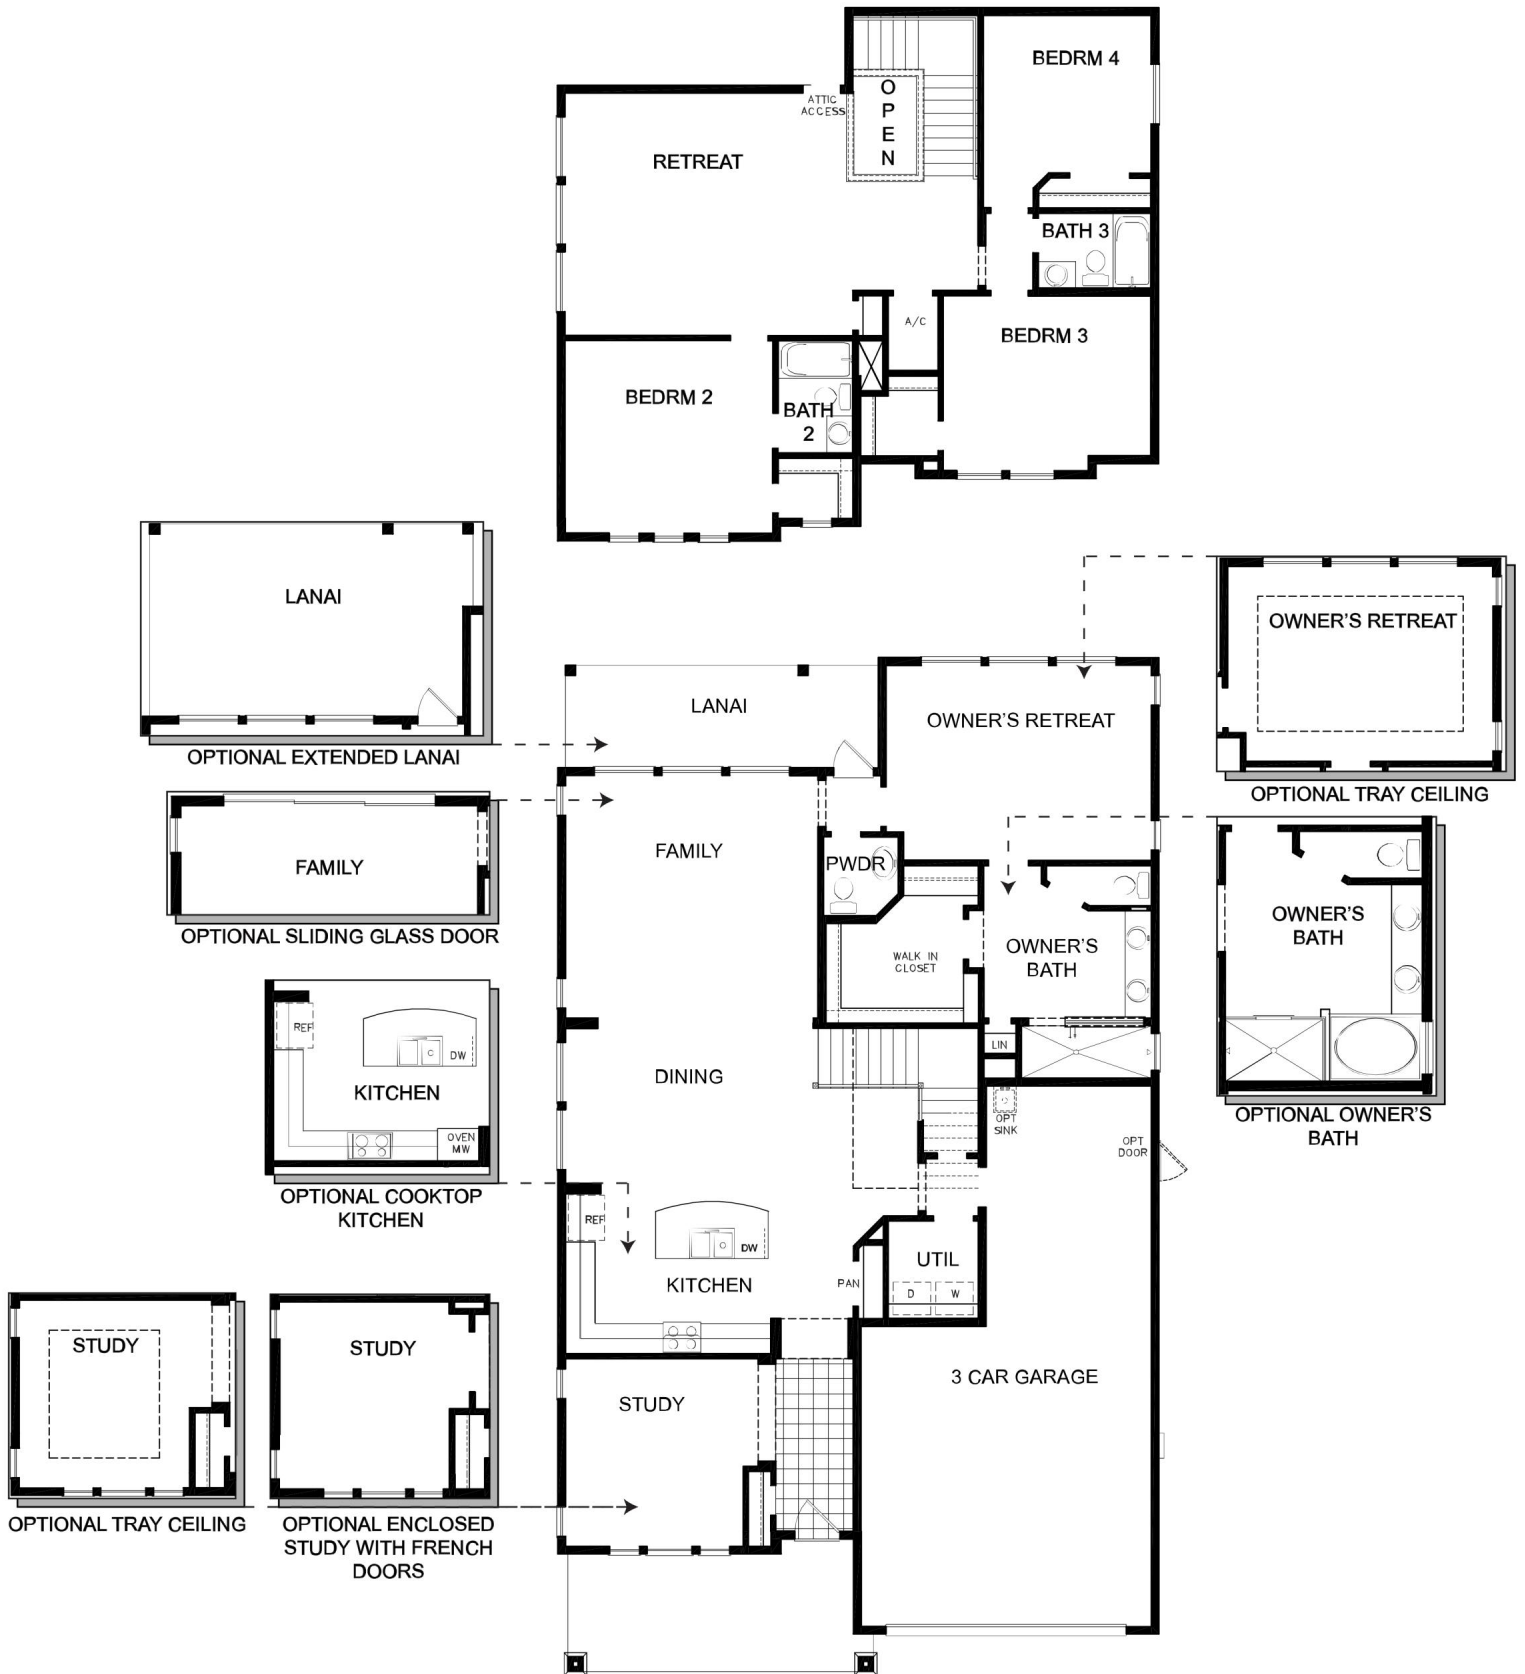 BEDRM 4
ATTIC
ACCESS
O
P
E
N
RETREAT
BATH 3
A/C
BEDRM 3
BEDRM 2
BATH
2
LANAI
OPTIONAL EXTENDED LANAI
OWNER'S RETREAT
OPTIONAL TRAY CEILING
LANAI
OWNER'S RETREAT
FAMILY
OPTIONAL SLIDING GLASS DOOR
FAMILY
PWDR
WALK IN
CLOSET
OWNER'S
BATH
OWNER'S
BATH
OPTIONAL OWNER'S
BATH
REF
DW
KITCHEN
OVEN
MW
OPTIONAL COOKTOP
KITCHEN
DINING
LIN
OPT
SINK
OPT
DOOR
REF
DW
KITCHEN
PAN
UTIL
D
W
STUDY
OPTIONAL TRAY CEILING
STUDY
OPTIONAL ENCLOSED
STUDY WITH FRENCH
DOORS
STUDY
3 CAR GARAGE